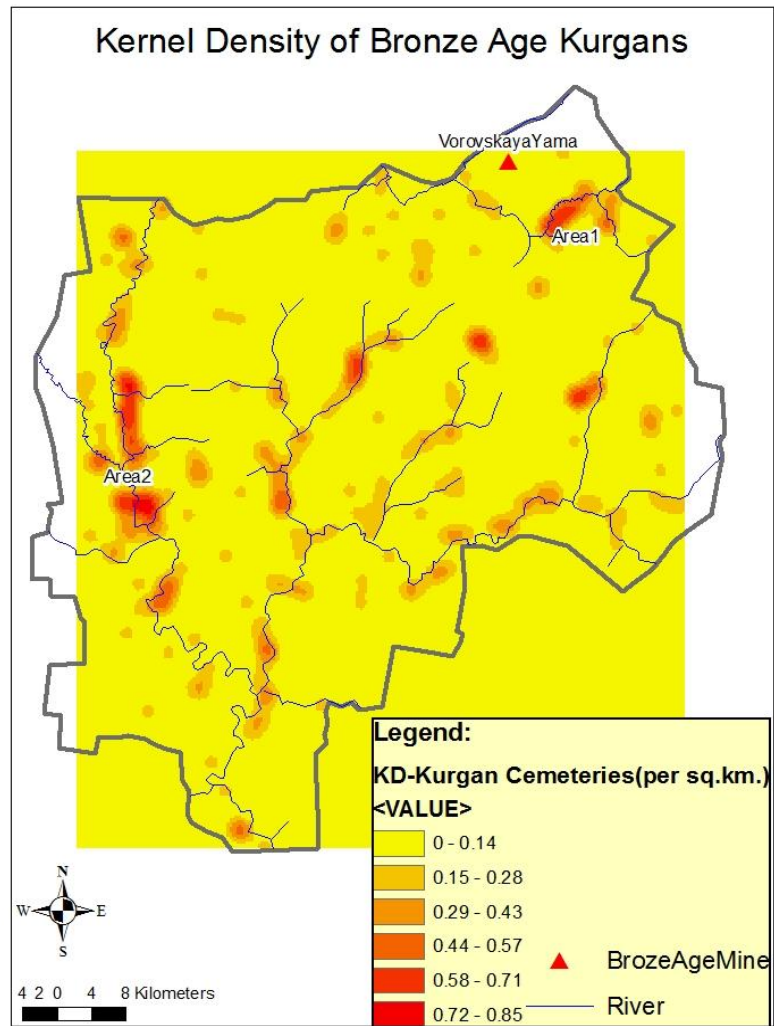 Kernel Density of Bronze Age Kurgans
VorovskayaYama
Area1
Area2
Legend:
KD-Kurgan Cemeteries(per sq.km.)
<VALUE>
0 - 0.14
0.15 - 0.28
0.29 - 0.43
0.44 - 0.57
0.58 - 0.71
0.72 - 0.85
BrozeAgeMine
River
N
W E
S
4 2 0 4 8 Kilometers